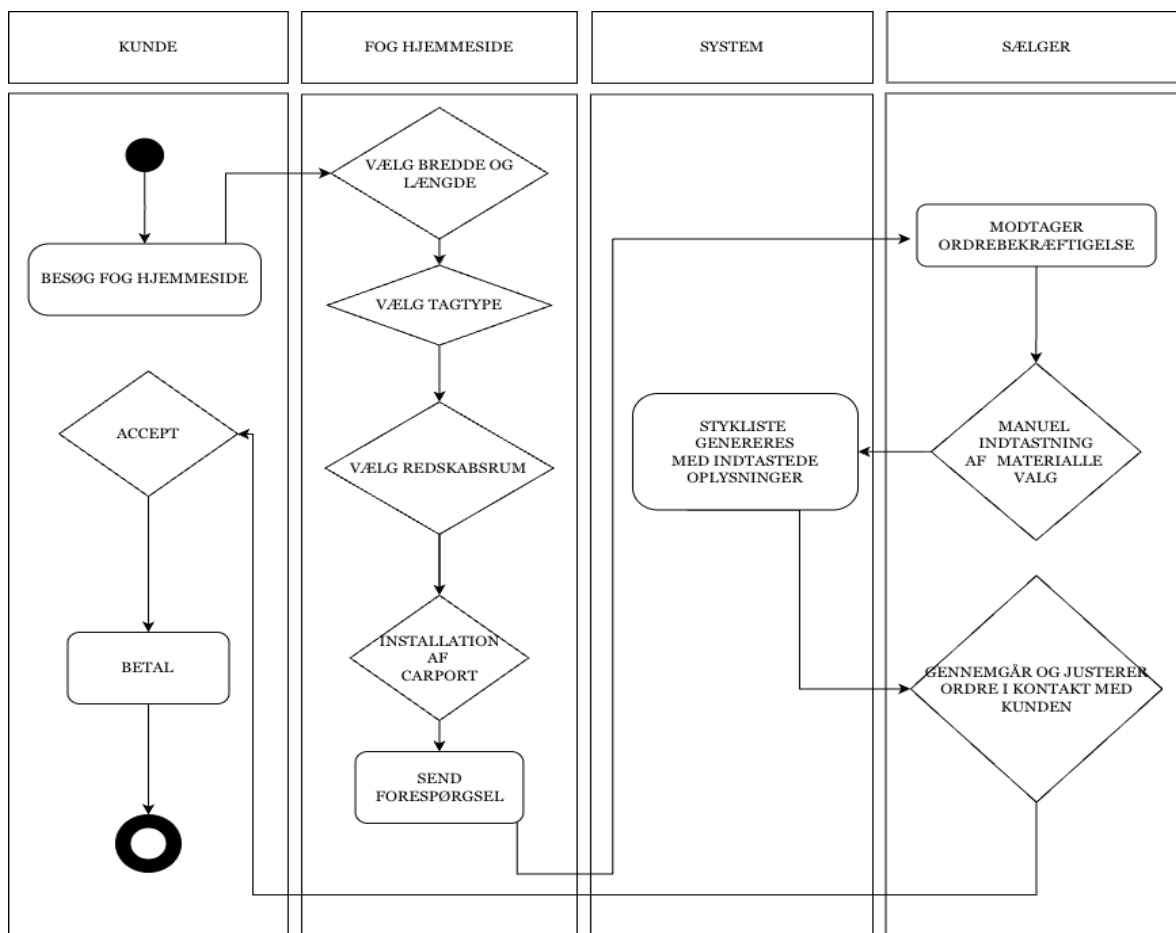 KUNDE
FOG HJEMMESIDE
SYSTEM
SÆLGER
BESØG FOG HJEMMESIDE
VÆLG BREDDE OG
LÆNGDE
VÆLG TAGTYPE
VÆLG REDSKABSRUM
INSTALLATION
AF
CARPORT
SEND
FORESPØRGSEL
MODTAGER
ORDREBEKRÆFTIGELSE
MANUEL
INDTASTNING
AF MATERIALLE
VALG
STYKLISTE
GENERERES
MED INDTASTEDE
OPLYSNINGER
GENNEMGÅR OG JUSTERER
ORDRE I KONTAKT MED
KUNDEN
ACCEPT
BETAL